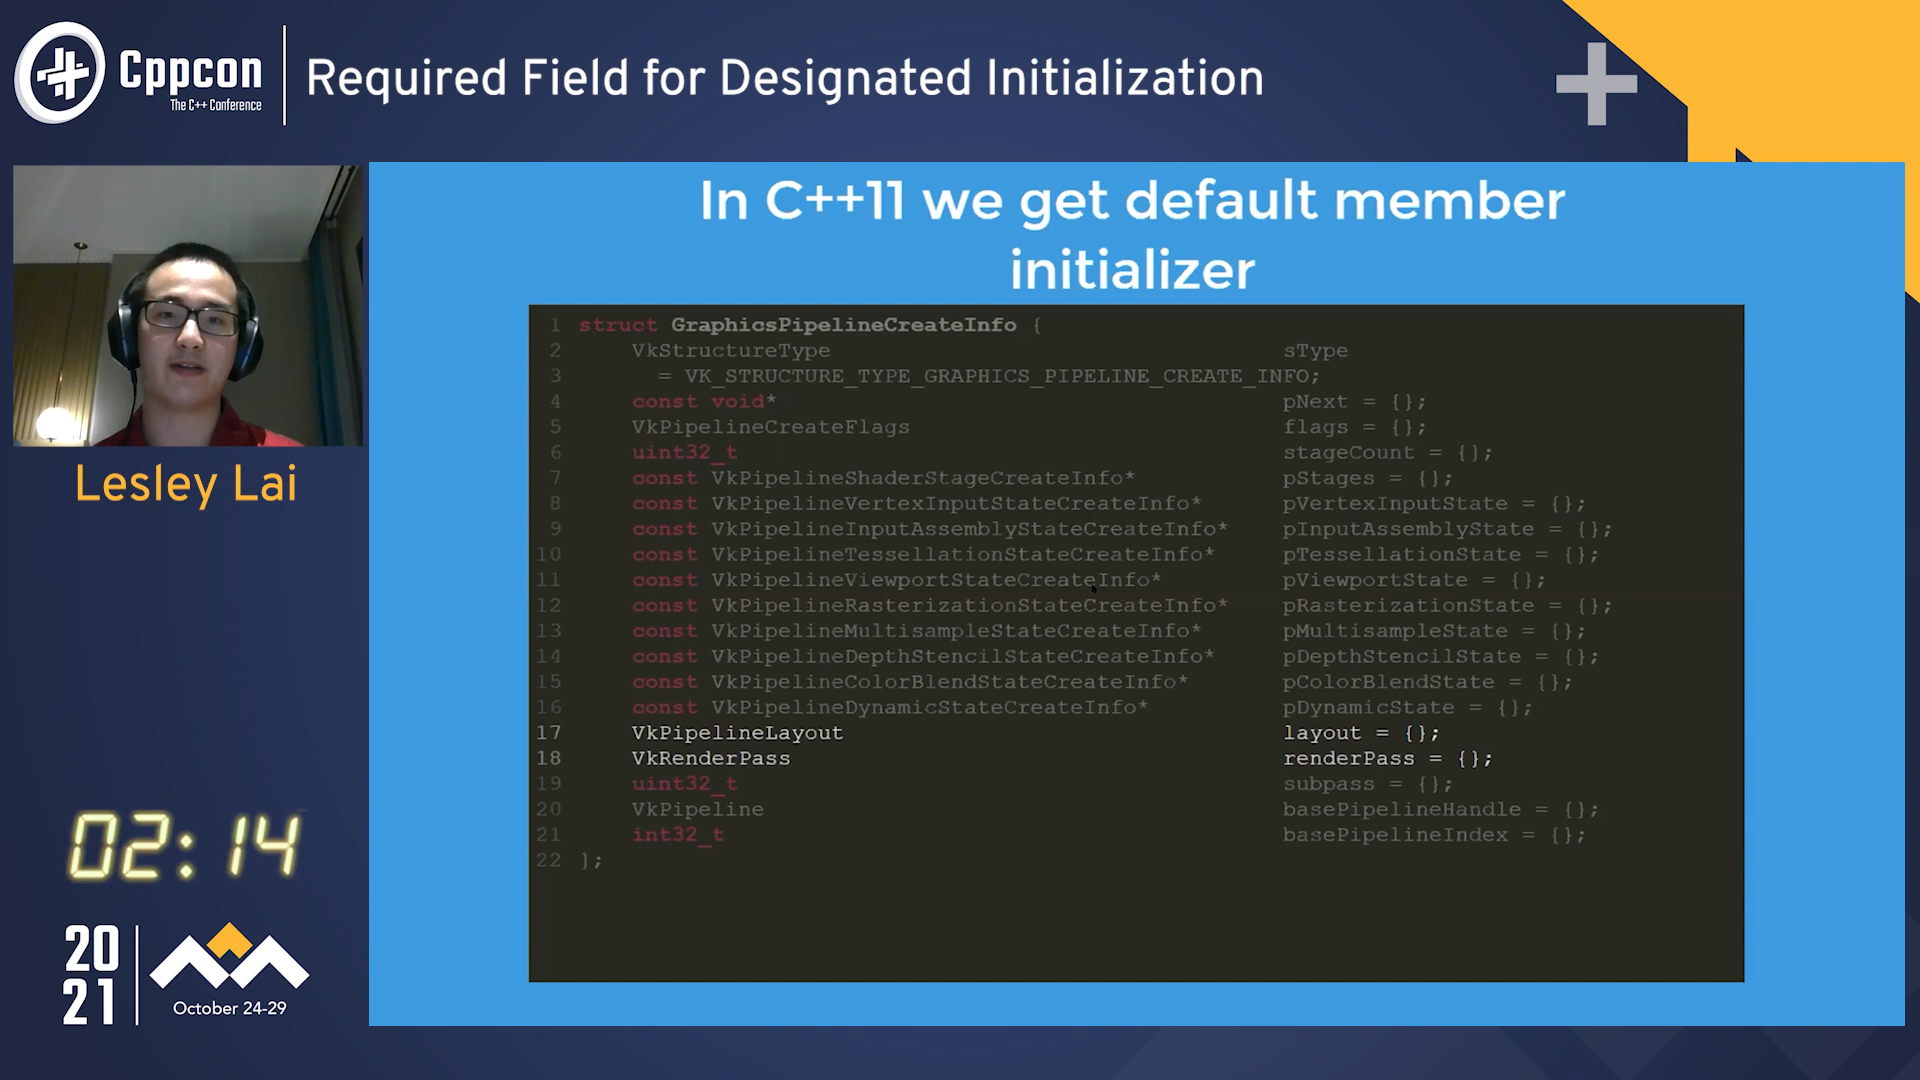 Cppcon
The C++ Conference
Required Field for Designated Initialization
Lesley Lai
02:14
20
21
October 24-29
In C++11 we get default member
initializer
1 struct GraphicsPipelineCreateInfo {
2 VkStructureType sType
3 = VK_STRUCTURE_TYPE_GRAPHICS_PIPELINE_CREATE_INFO;
4 const void* pNext = {};
5 VkPipelineCreateFlags flags = {};
6 uint32_t stageCount = {};
7 const VkPipelineShaderStageCreateInfo* pStages = {};
8 const VkPipelineVertexInputStateCreateInfo* pVertexInputState = {};
9 const VkPipelineInputAssemblyStateCreateInfo* pInputAssemblyState = {};
10 const VkPipelineTessellationStateCreateInfo* pTessellationState = {};
11 const VkPipelineViewportStateCreateInfo* pViewportState = {};
12 const VkPipelineRasterizationStateCreateInfo* pRasterizationState = {};
13 const VkPipelineMultisampleStateCreateInfo* pMultisampleState = {};
14 const VkPipelineDepthStencilStateCreateInfo* pDepthStencilState = {};
15 const VkPipelineColorBlendStateCreateInfo* pColorBlendState = {};
16 const VkPipelineDynamicStateCreateInfo* pDynamicState = {};
17 VkPipelineLayout layout = {};
18 VkRenderPass renderPass = {};
19 uint32_t subpass = {};
20 VkPipeline basePipelineHandle = {};
21 int32_t basePipelineIndex = {};
22 };